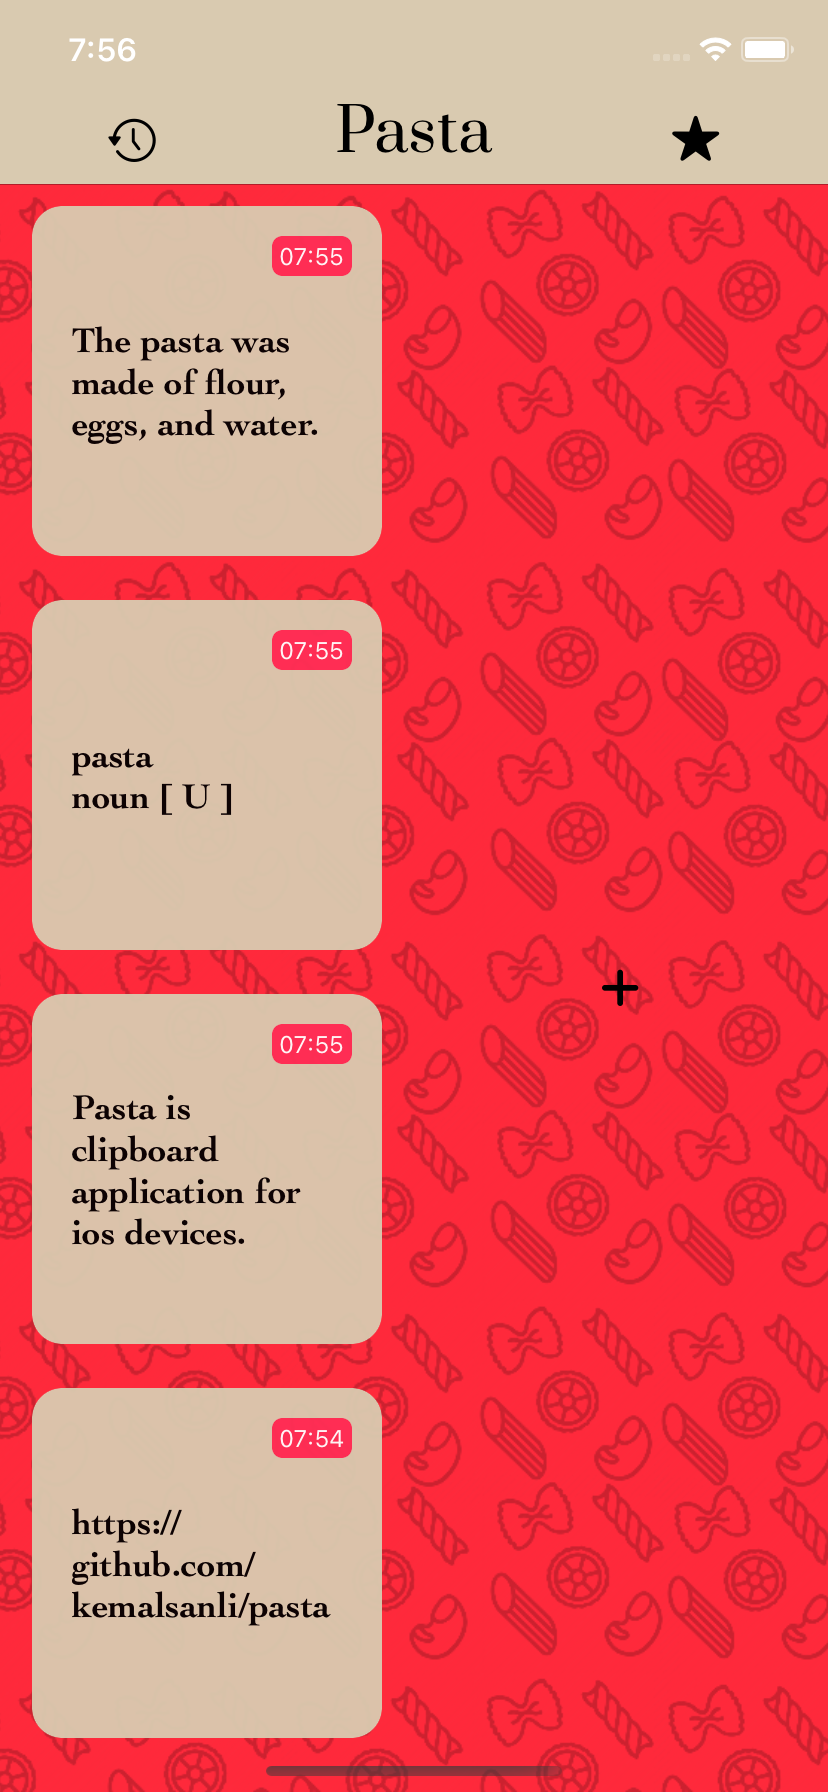 7:56
Pasta
07:55
The pasta was
made of flour,
eggs, and water.
07:55
pasta
noun [ U ]
07:55
Pasta is
clipboard
application for
ios devices.
07:54
https://
github.com/
kemalsanli/pasta